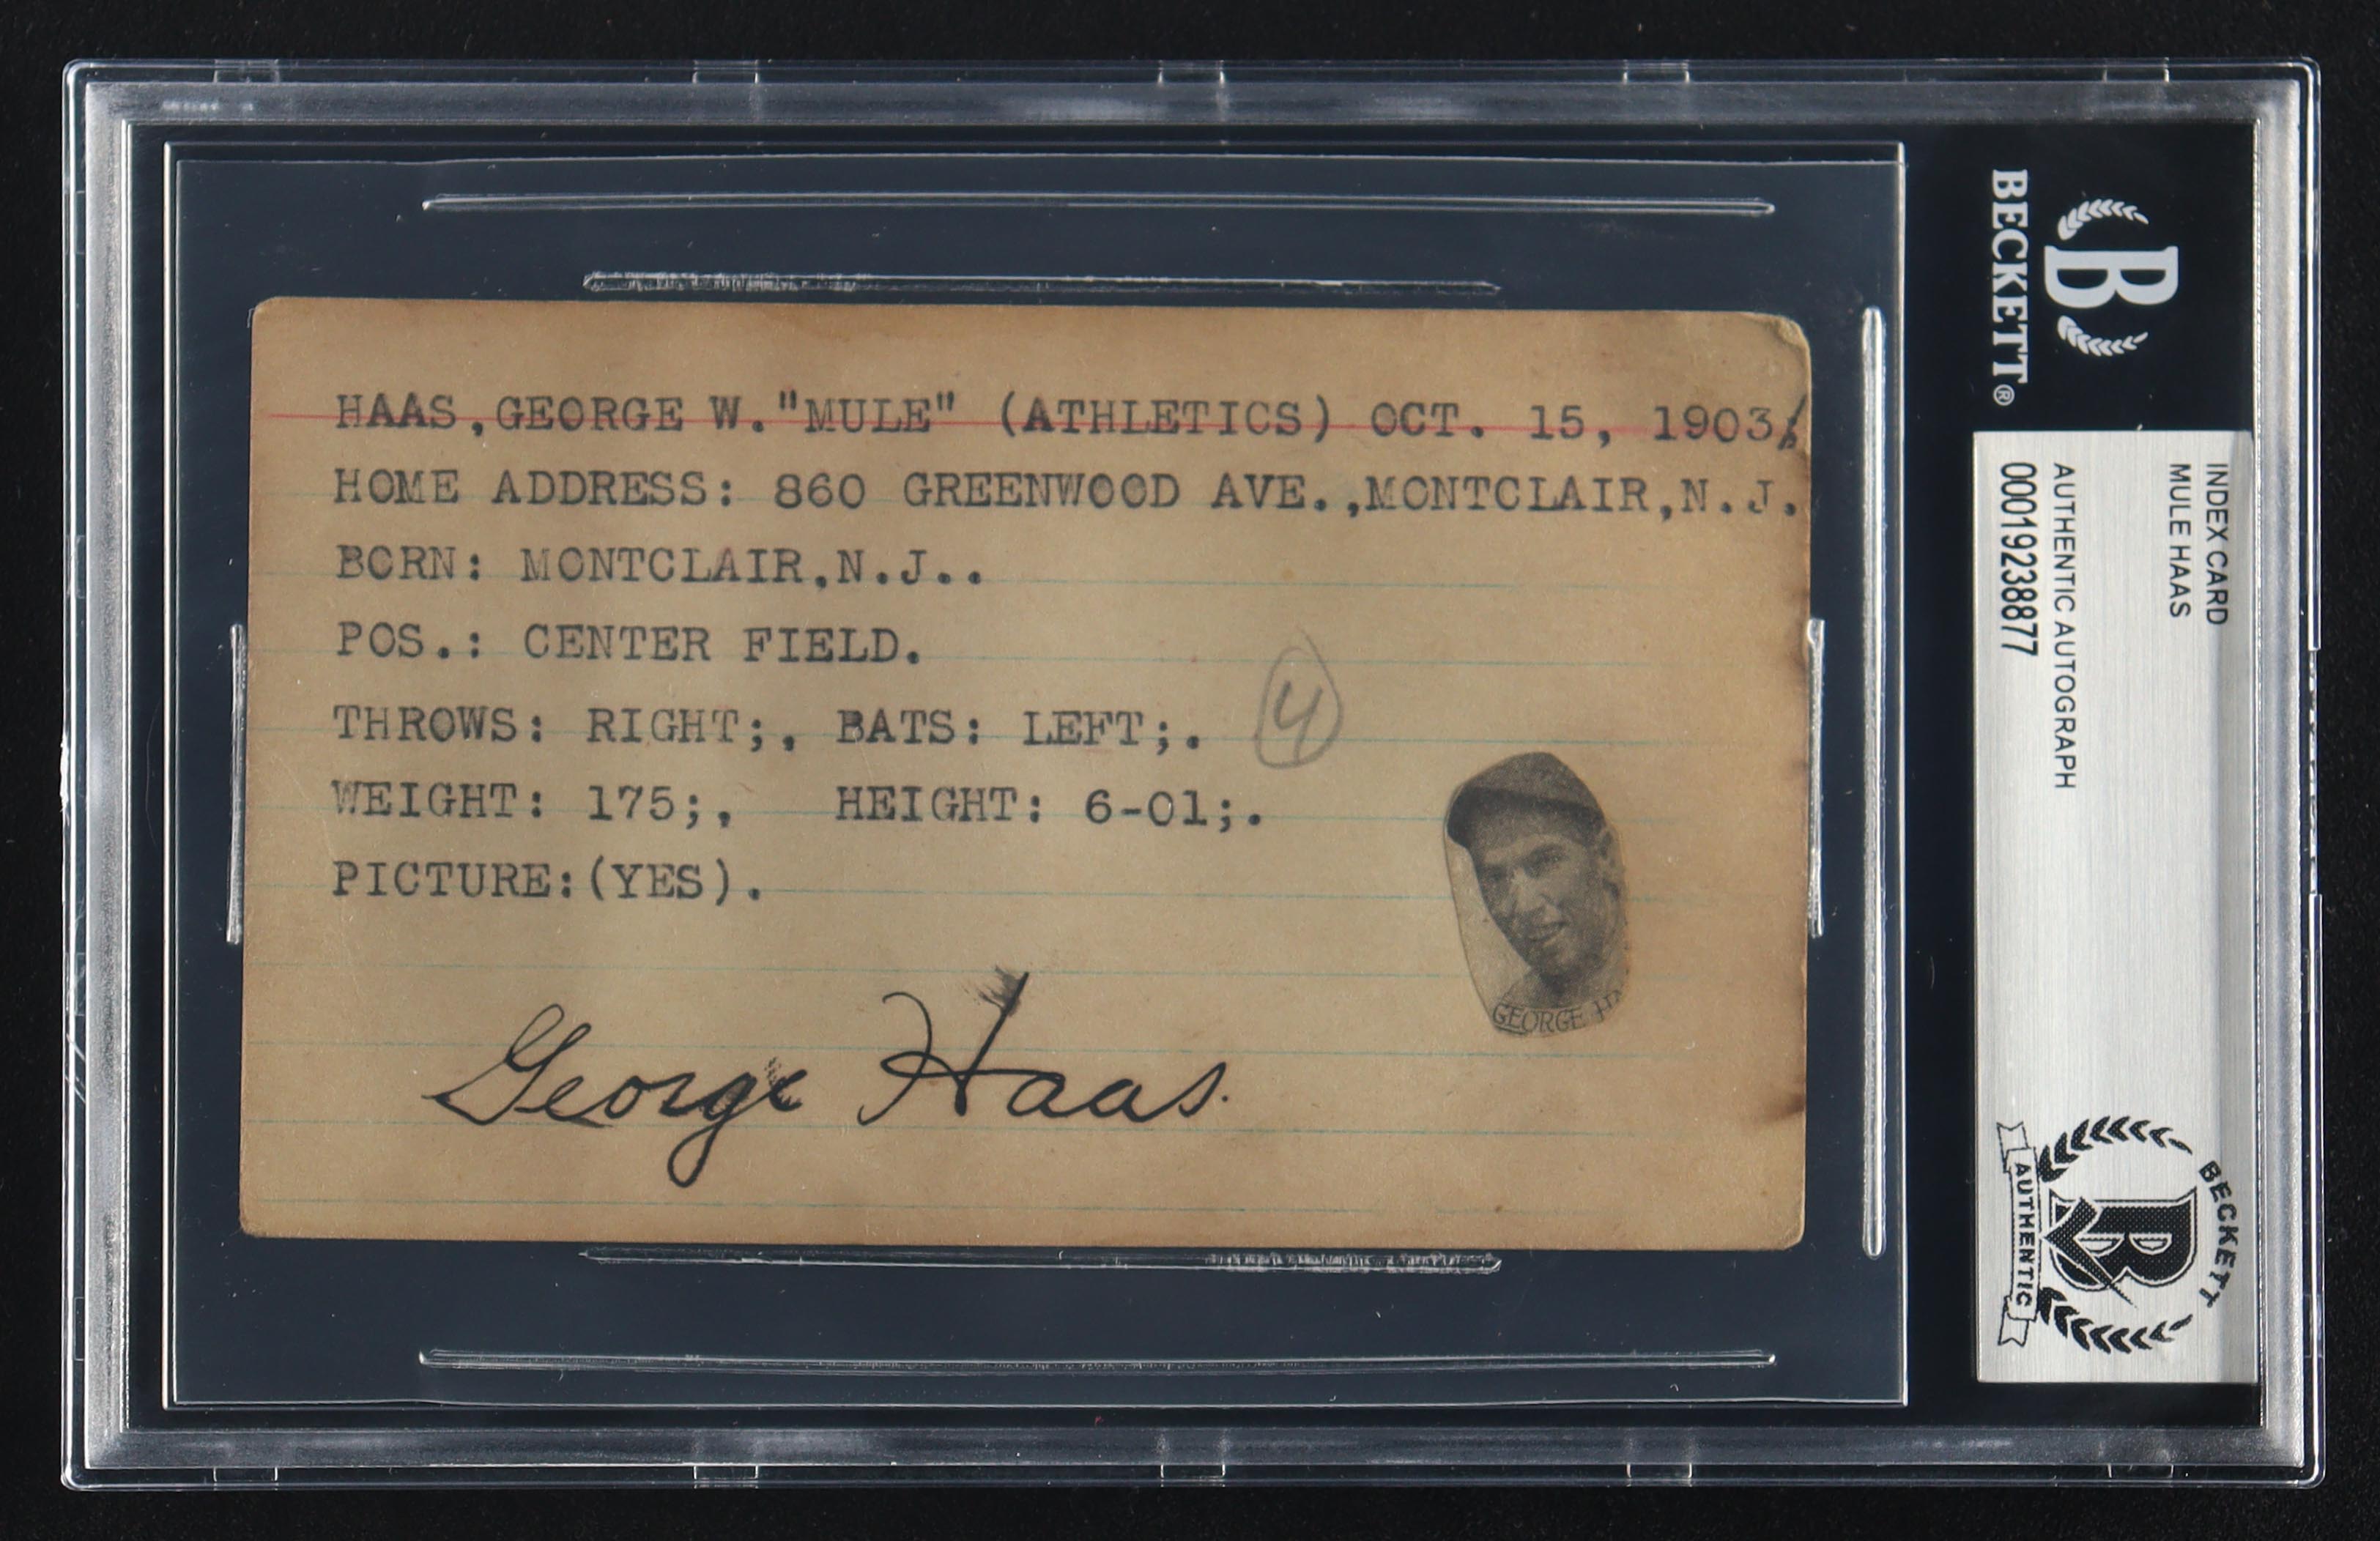 HAAS,GEORGE W."MULE" (ATHLETICS) OCT. 15, 1903
HOME ADDRESS: 860 GREENWOOD AVE.,MONTCLAIR,N.J.
BORN: MONTCLAIR,N.J..
POS.: CENTER FIELD.
THROWS: RIGHT;, BATS: LEFT;.
4
WEIGHT: 175;, HEIGHT: 6-01;.
PICTURE:(YES).
GEORGE
George Haas.
B
BECKETT®
INDEX CARD
MULE HAAS
AUTHENTIC AUTOGRAPH
0001923887​7
BECKETT
B
AUTHENTIC